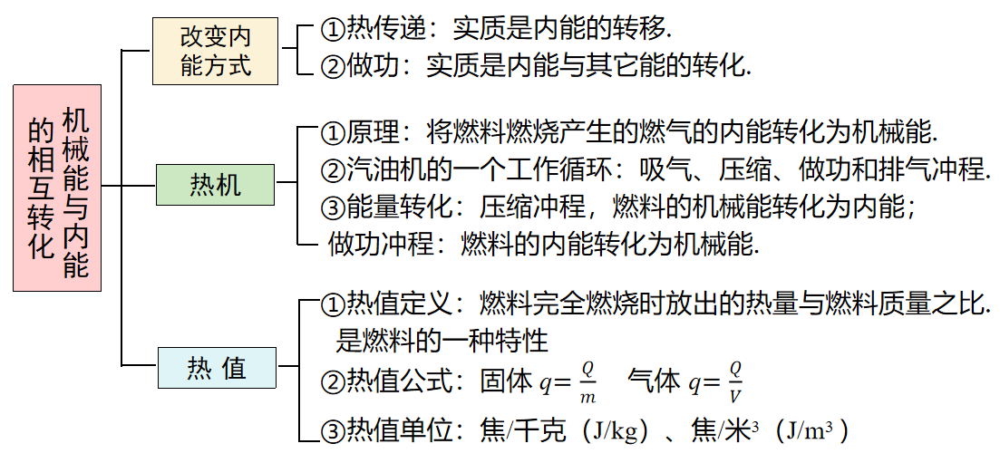 机械能与内能
的相互转化
改变内
能方式
①热传递：实质是内能的转移.
②做功：实质是内能与其它能的转化.
热机
①原理：将燃料燃烧产生的燃气的内能转化为机械能.
②汽油机的一个工作循环：吸气、压缩、做功和排气冲程.
③能量转化：压缩冲程，燃料的机械能转化为内能；
做功冲程：燃料的内能转化为机械能.
热 值
①热值定义：燃料完全燃烧时放出的热量与燃料质量之比.
是燃料的一种特性
②热值公式：固体 q=Q/m 气体 q=Q/V
③热值单位：焦/千克（J/kg）、焦/米³（J/m³）